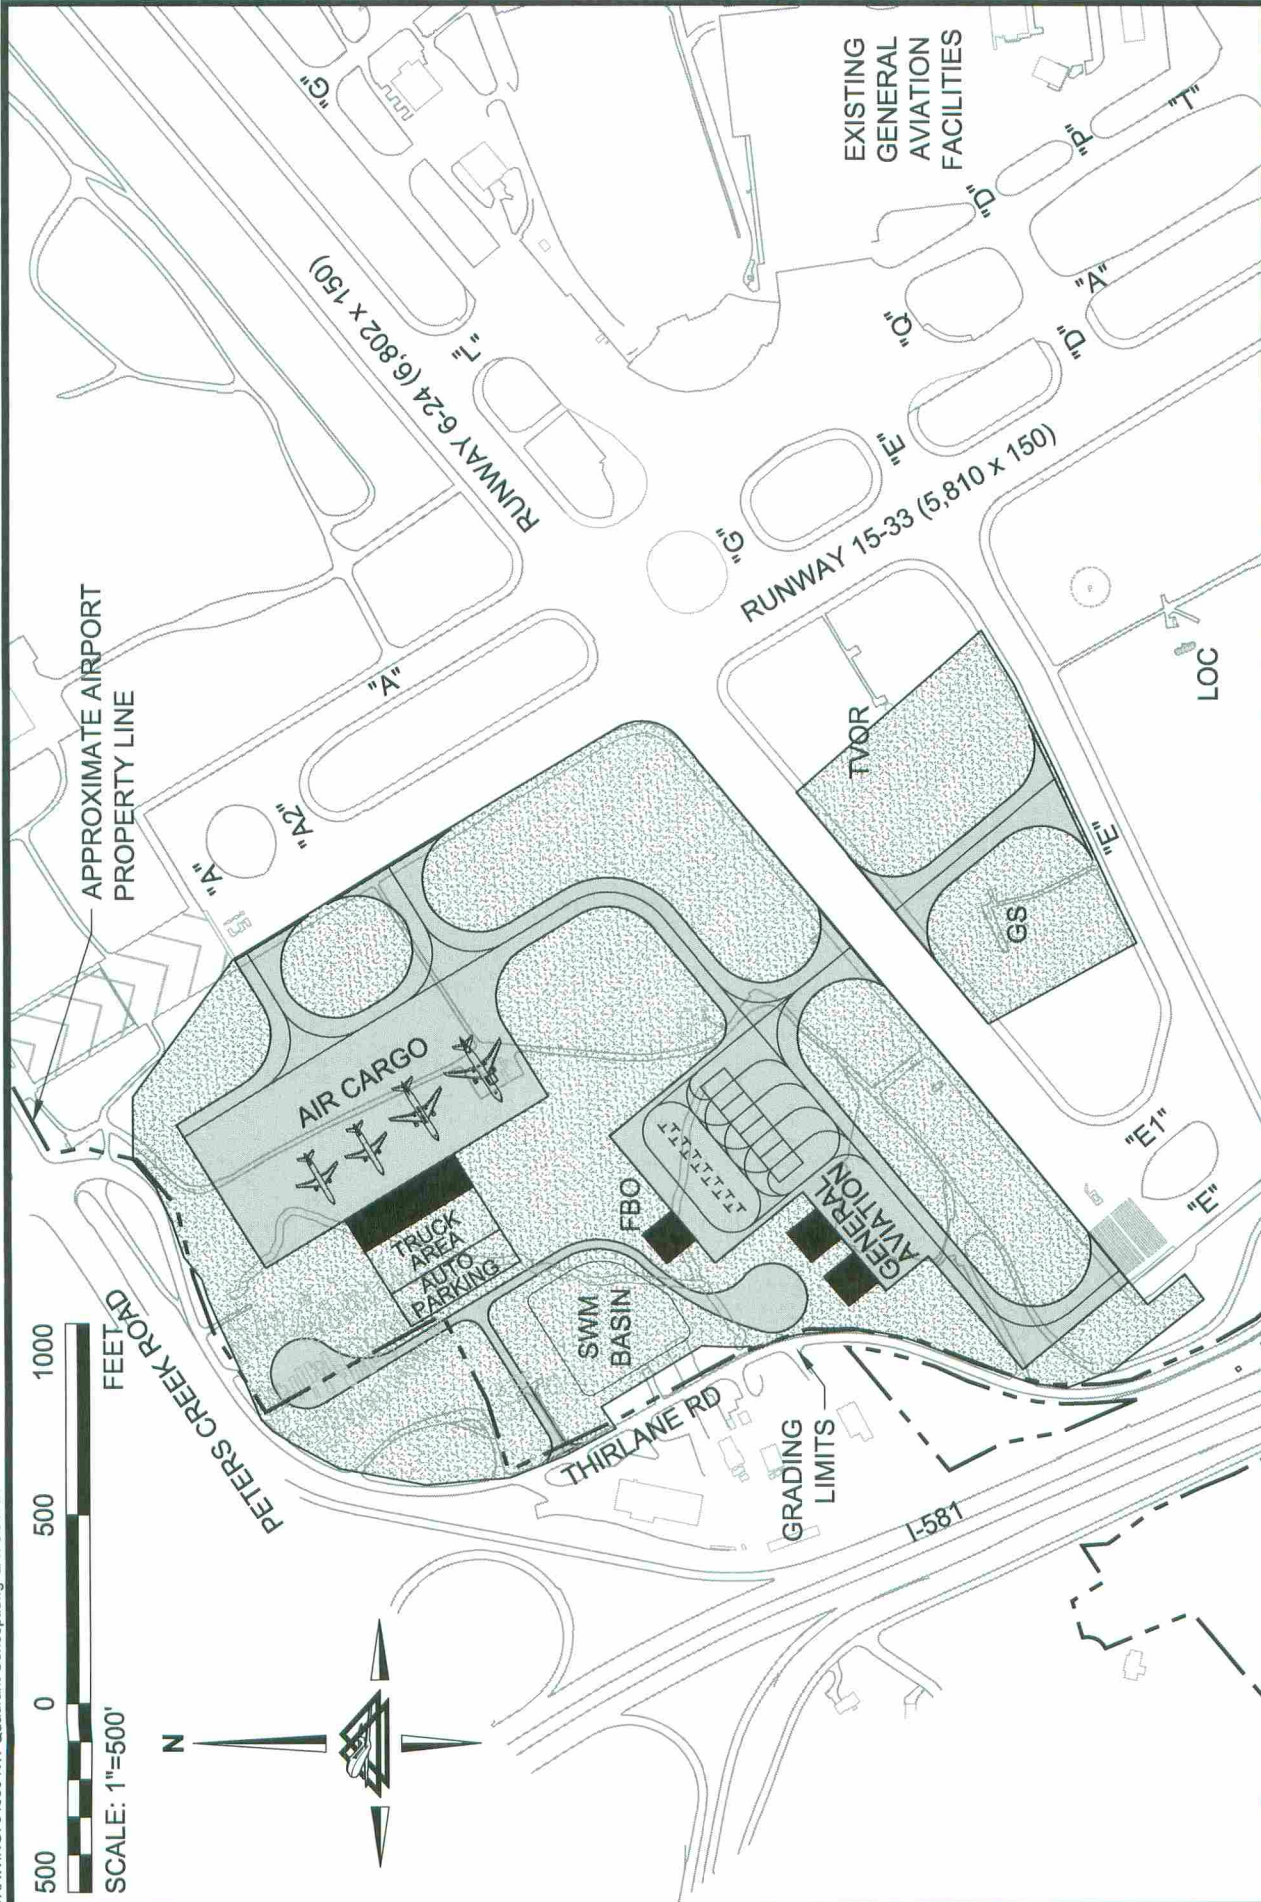 500 0 500 1000
FEET
SCALE: 1"=500'
N
APPROXIMATE AIRPORT
PROPERTY LINE
PETERS CREEK ROAD
"G"
RUNWAY 6-24 (6,802 x 150)
"L"
"A"
"A"
"A2"
15
AIR CARGO
TRUCK
AREA
AUTO
PARKING
SWM
BASIN
FBO
GENERAL
AVIATION
THIRLANE RD
GRADING
LIMITS
I-581
EXISTING
GENERAL
AVIATION
FACILITIES
"T"
"P"
"D"
"Q"
"A"
"D"
"E"
"G"
RUNWAY 15-33 (5,810 x 150)
TVOR
GS
"E"
LOC
"E1"
"E"
6